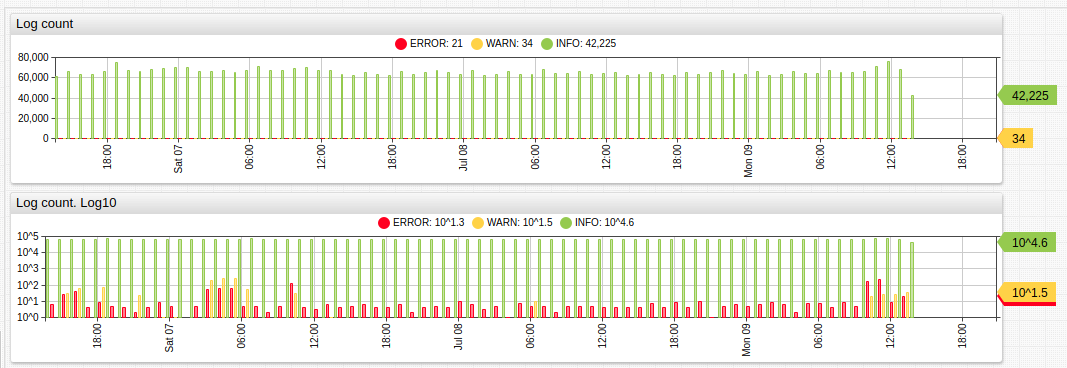 Log count
ERROR: 21 WARN: 34 INFO: 42,225
80,000
60,000
40,000
20,000
0
42,225
34
18:00 Sat 07 06:00 12:00 18:00 Jul 08 06:00 12:00 18:00 Mon 09 06:00 12:00 18:00
Log count. Log10
ERROR: 10^1.3 WARN: 10^1.5 INFO: 10^4.6
10^5
10^4
10^3
10^2
10^1
10^0
10^4.6
10^1.5
18:00 Sat 07 06:00 12:00 18:00 Jul 08 06:00 12:00 18:00 Mon 09 06:00 12:00 18:00